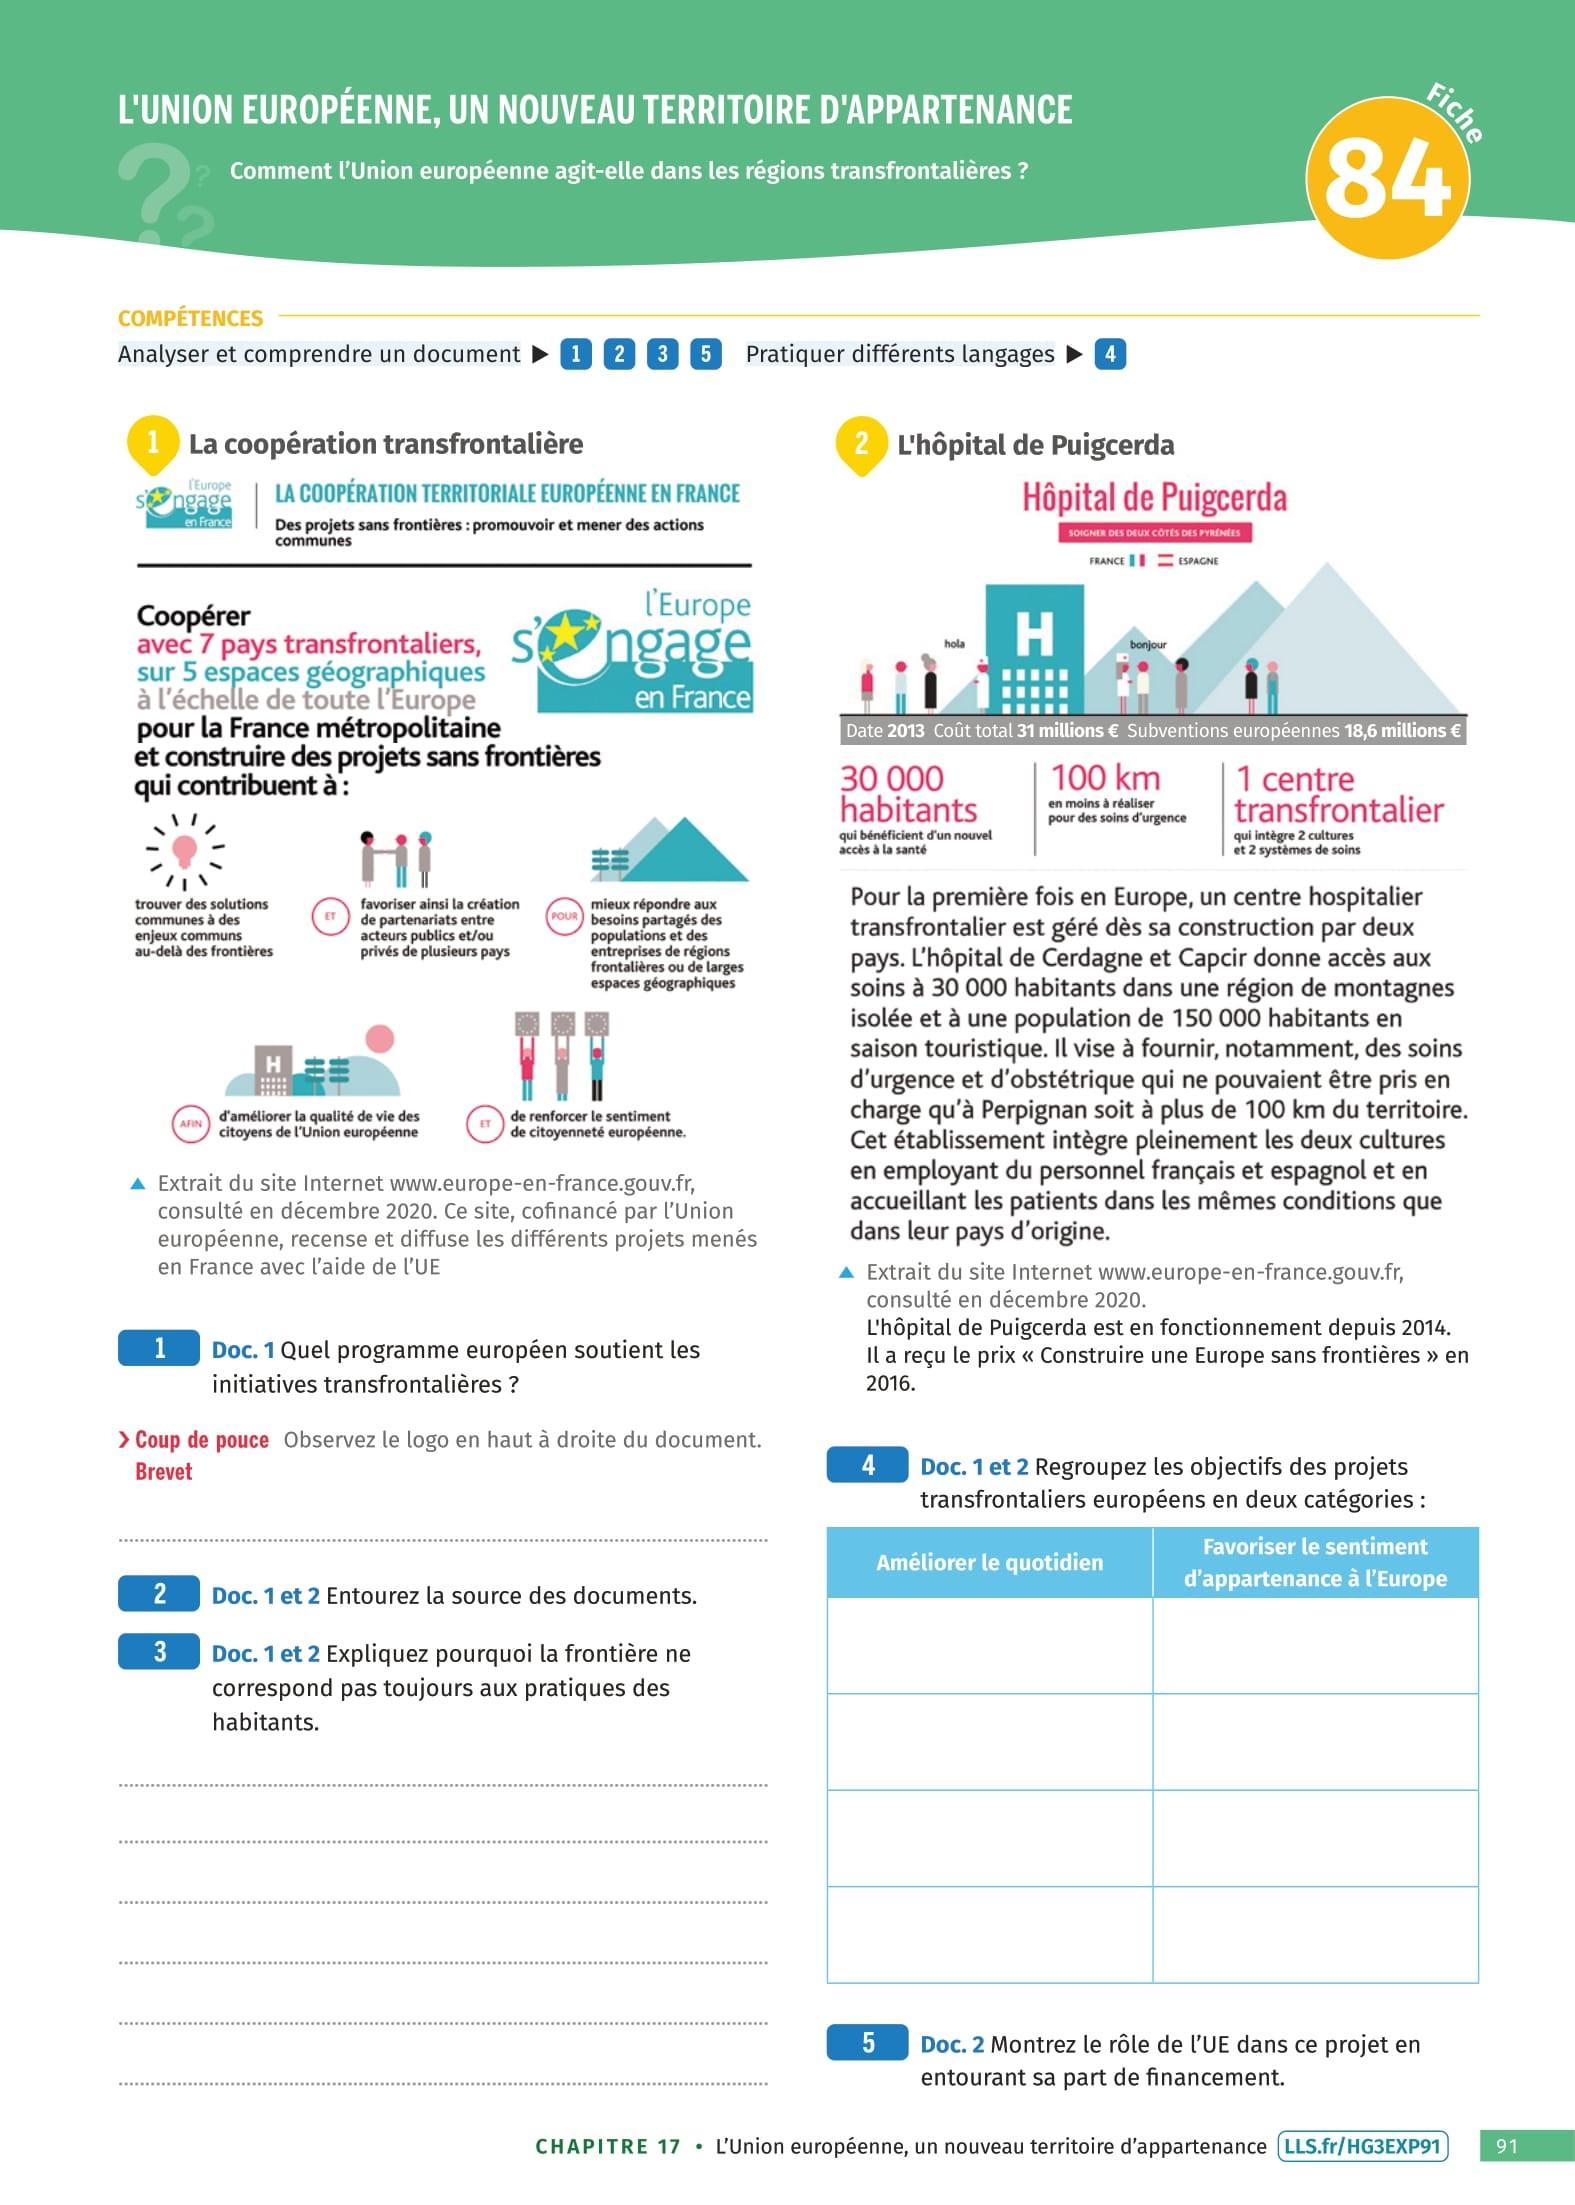 L'UNION EUROPÉENNE, UN NOUVEAU TERRITOIRE D'APPARTENANCE
Comment l'Union européenne agit-elle dans les régions transfrontalières ?
Fiche
84
COMPÉTENCES
Analyser et comprendre un document ▶ 1 2 3 5 Pratiquer différents langages ▶ 4
1 La coopération transfrontalière
l'Europe
s'engage
en France
LA COOPÉRATION TERRITORIALE EUROPÉENNE EN FRANCE
Des projets sans frontières : promouvoir et mener des actions
communes
Coopérer
avec 7 pays transfrontaliers,
sur 5 espaces géographiques
à l'échelle de toute l'Europe
pour la France métropolitaine
et construire des projets sans frontières
qui contribuent à :
l'Europe
s'engage
en France
trouver des solutions
communes à des
enjeux communs
au-delà des frontières
ET
favoriser ainsi la création
de partenariats entre
acteurs publics et/ou
privés de plusieurs pays
POUR
mieux répondre aux
besoins partagés des
populations et des
entreprises de régions
frontalières ou de larges
espaces géographiques
H
AFIN
d'améliorer la qualité de vie des
citoyens de l'Union européenne
ET
de renforcer le sentiment
de citoyenneté européenne.
▲ Extrait du site Internet www.europe-en-france.gouv.fr,
consulté en décembre 2020. Ce site, cofinancé par l'Union
européenne, recense et diffuse les différents projets menés
en France avec l'aide de l'UE
1 Doc. 1 Quel programme européen soutient les
initiatives transfrontalières ?
› Coup de pouce Observez le logo en haut à droite du document.
Brevet
2 Doc. 1 et 2 Entourez la source des documents.
3 Doc. 1 et 2 Expliquez pourquoi la frontière ne
correspond pas toujours aux pratiques des
habitants.
2 L'hôpital de Puigcerda
Hôpital de Puigcerda
SOIGNER DES DEUX CÔTÉS DES PYRÉNÉES
FRANCE ESPAGNE
H
hola
bonjour
Date 2013 Coût total 31 millions € Subventions européennes 18,6 millions €
30 000
habitants
qui bénéficient d'un nouvel
accès à la santé
100 km
en moins à réaliser
pour des soins d'urgence
1 centre
transfrontalier
qui intègre 2 cultures
et 2 systèmes de soins
Pour la première fois en Europe, un centre hospitalier
transfrontalier est géré dès sa construction par deux
pays. L'hôpital de Cerdagne et Capcir donne accès aux
soins à 30 000 habitants dans une région de montagnes
isolée et à une population de 150 000 habitants en
saison touristique. Il vise à fournir, notamment, des soins
d'urgence et d'obstétrique qui ne pouvaient être pris en
charge qu'à Perpignan soit à plus de 100 km du territoire.
Cet établissement intègre pleinement les deux cultures
en employant du personnel français et espagnol et en
accueillant les patients dans les mêmes conditions que
dans leur pays d'origine.
▲ Extrait du site Internet www.europe-en-france.gouv.fr,
consulté en décembre 2020.
L'hôpital de Puigcerda est en fonctionnement depuis 2014.
Il a reçu le prix « Construire une Europe sans frontières » en
2016.
4 Doc. 1 et 2 Regroupez les objectifs des projets
transfrontaliers européens en deux catégories :
Améliorer le quotidien
Favoriser le sentiment
d'appartenance à l'Europe
5 Doc. 2 Montrez le rôle de l'UE dans ce projet en
entourant sa part de financement.
CHAPITRE 17 • L'Union européenne, un nouveau territoire d'appartenance LLS.fr/HG3EXP91 91